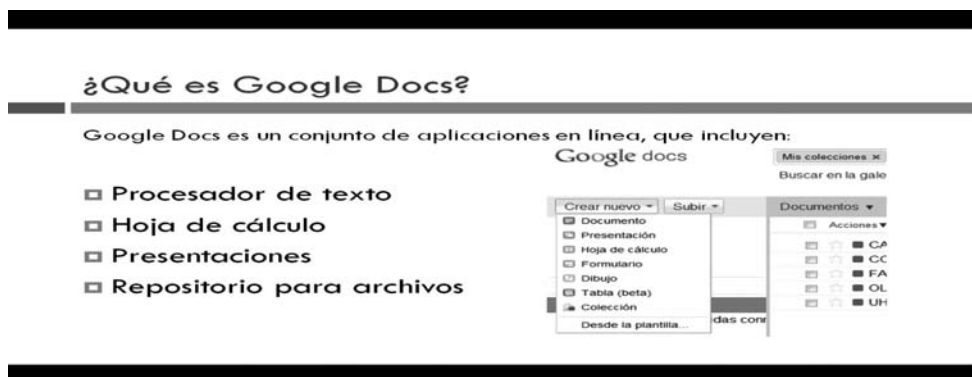 ¿Qué es Google Docs?
Google Docs es un conjunto de aplicaciones en línea, que incluyen:
Procesador de texto
Hoja de cálculo
Presentaciones
Repositorio para archivos
Google docs
Mis colecciones ×
Buscar en la gale
Crear nuevo Subir
Documentos
Documento
Presentación
Hoja de cálculo
Formulario
Dibujo
Tabla (beta)
Colección
Desde la plantilla...
Acciones
CA
CC
FA
OL
UH
das conr